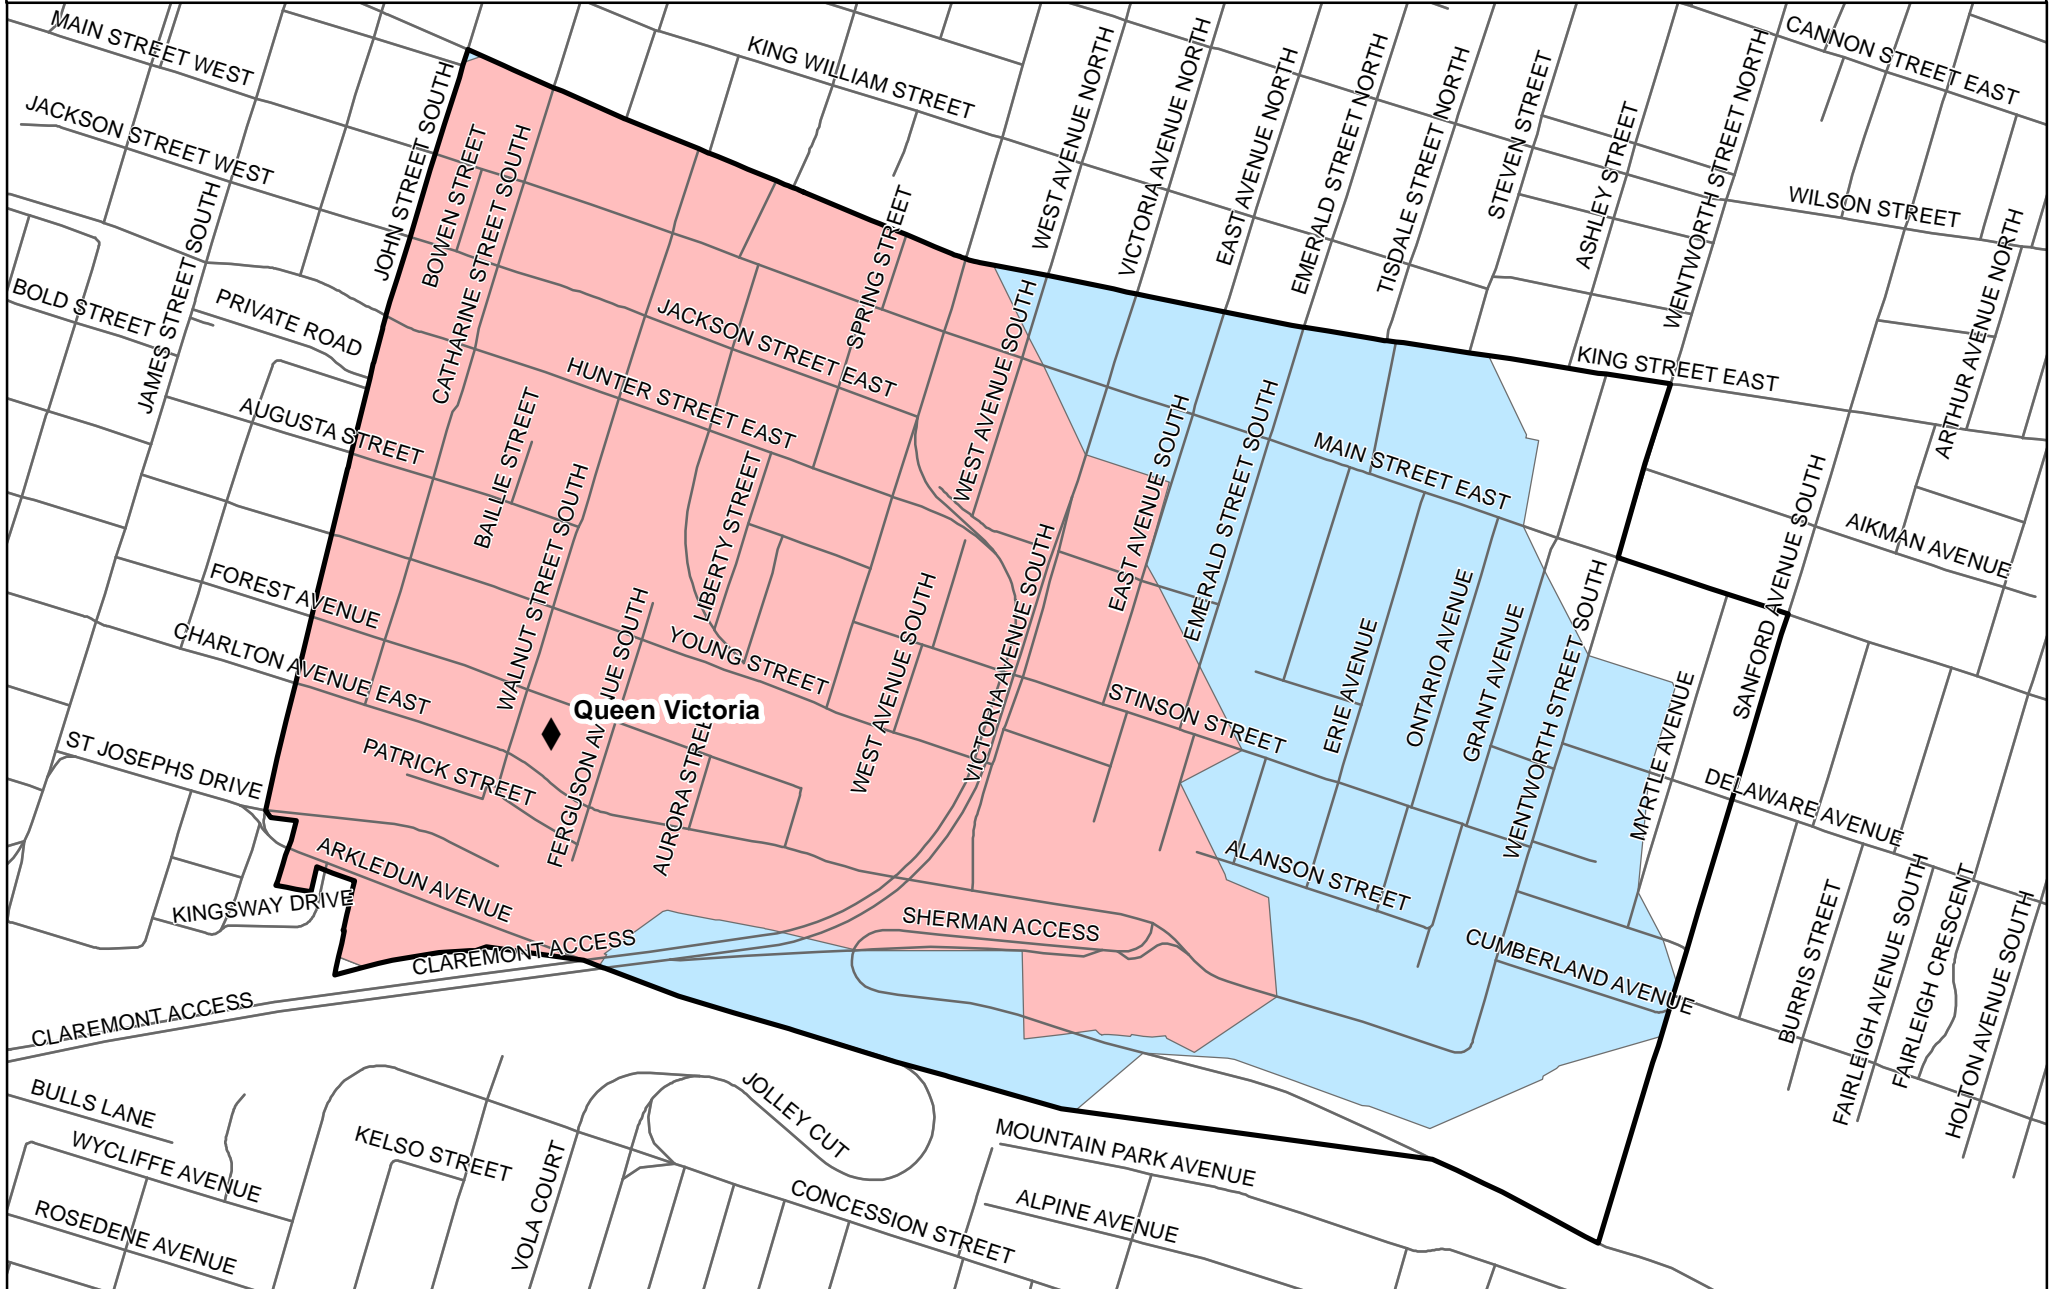 MAIN STREET WEST
KING WILLIAM STREET
CANNON STREET EAST
JACKSON STREET WEST
JOHN STREET SOUTH
WEST AVENUE NORTH
VICTORIA AVENUE NORTH
EAST AVENUE NORTH
EMERALD STREET NORTH
TISDALE STREET NORTH
STEVEN STREET
ASHLEY STREET
WENTWORTH STREET NORTH
WILSON STREET
ARTHUR AVENUE NORTH
BOWEN STREET
CATHARINE STREET SOUTH
SPRING STREET
JAMES STREET SOUTH
BOLD STREET
PRIVATE ROAD
JACKSON STREET EAST
WEST AVENUE SOUTH
KING STREET EAST
HUNTER STREET EAST
AUGUSTA STREET
BAILLIE STREET
WALNUT STREET SOUTH
LIBERTY STREET
EAST AVENUE SOUTH
EMERALD STREET SOUTH
MAIN STREET EAST
SANFORD AVENUE SOUTH
AIKMAN AVENUE
FOREST AVENUE
CHARLTON AVENUE EAST
YOUNG STREET
WEST AVENUE SOUTH
VICTORIA AVENUE SOUTH
STINSON STREET
ERIE AVENUE
ONTARIO AVENUE
GRANT AVENUE
WENTWORTH STREET SOUTH
MYRTLE AVENUE
Queen Victoria
FERGUSON AVENUE SOUTH
AURORA STREET
PATRICK STREET
ST JOSEPHS DRIVE
DELAWARE AVENUE
ARKLEDUN AVENUE
KINGSWAY DRIVE
ALANSON STREET
SHERMAN ACCESS
CLAREMONT ACCESS
CUMBERLAND AVENUE
BURRIS STREET
FAIRLEIGH AVENUE SOUTH
FAIRLEIGH CRESCENT
HOLTON AVENUE SOUTH
CLAREMONT ACCESS
BULLS LANE
WYCLIFFE AVENUE
ROSEDENE AVENUE
KELSO STREET
VIOLA COURT
JOLLEY CUT
CONCESSION STREET
MOUNTAIN PARK AVENUE
ALPINE AVENUE